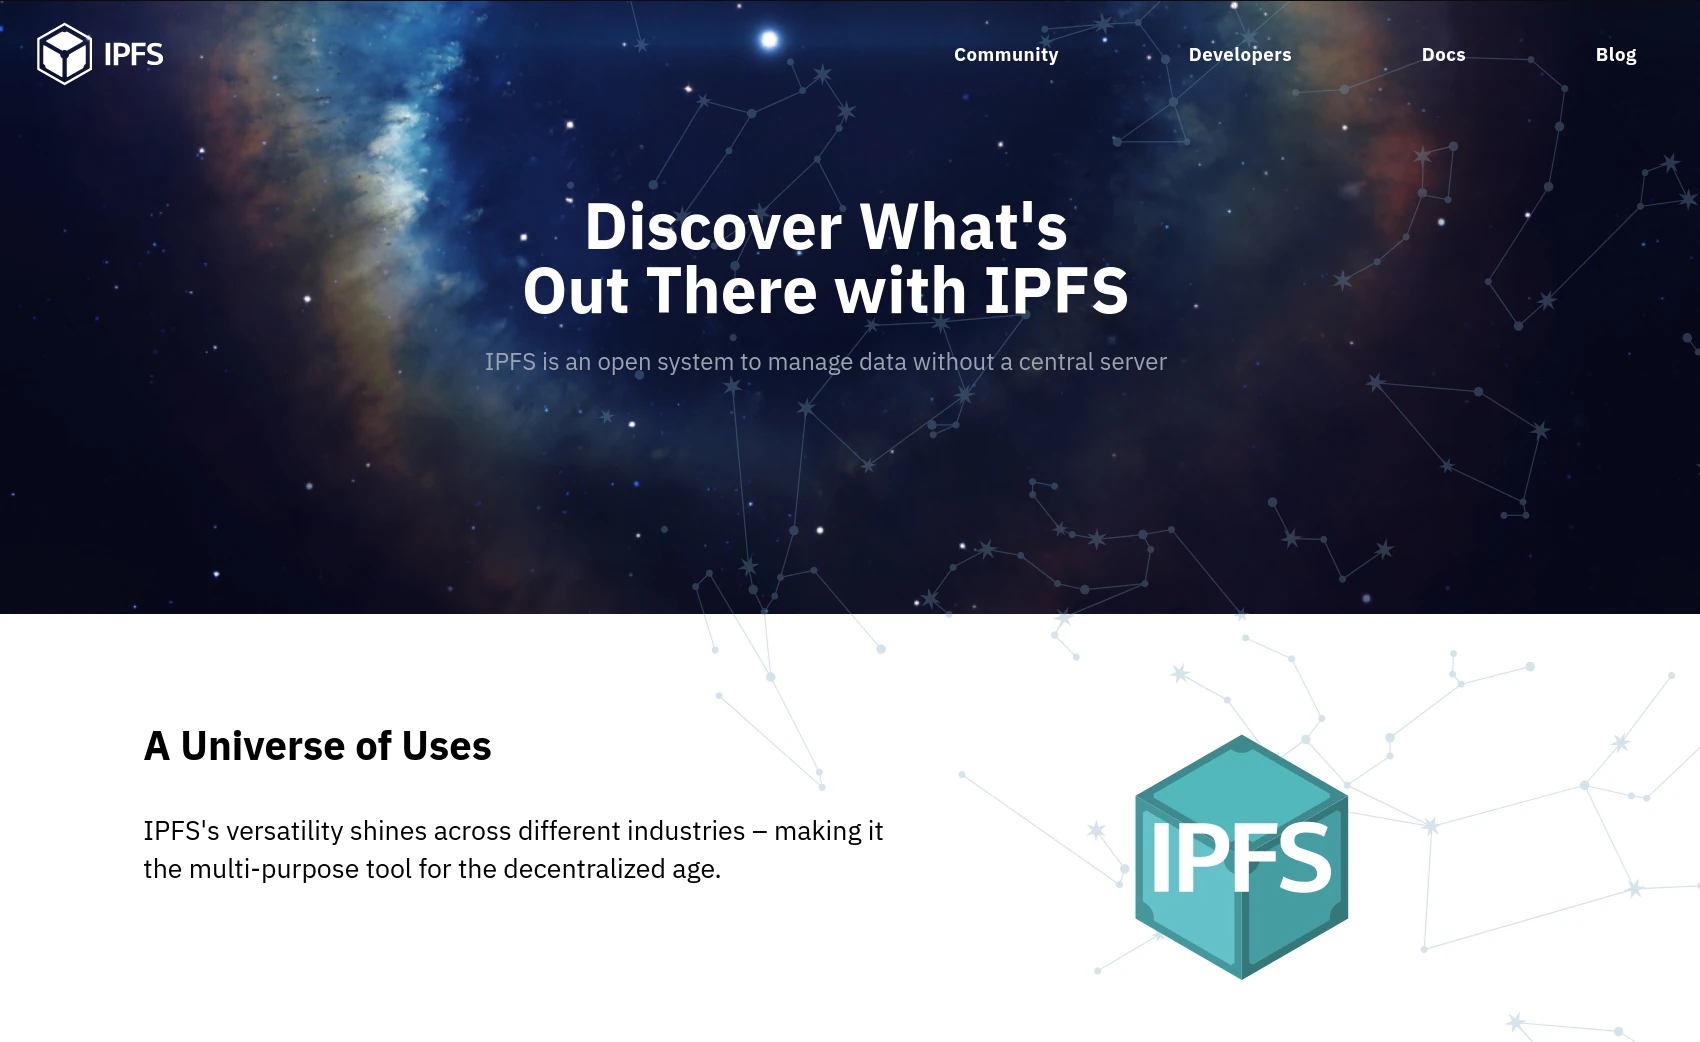 IPFS
Community
Developers
Docs
Blog
Discover What's
Out There with IPFS
IPFS is an open system to manage data without a central server
A Universe of Uses
IPFS's versatility shines across different industries – making it
the multi-purpose tool for the decentralized age.
IPFS